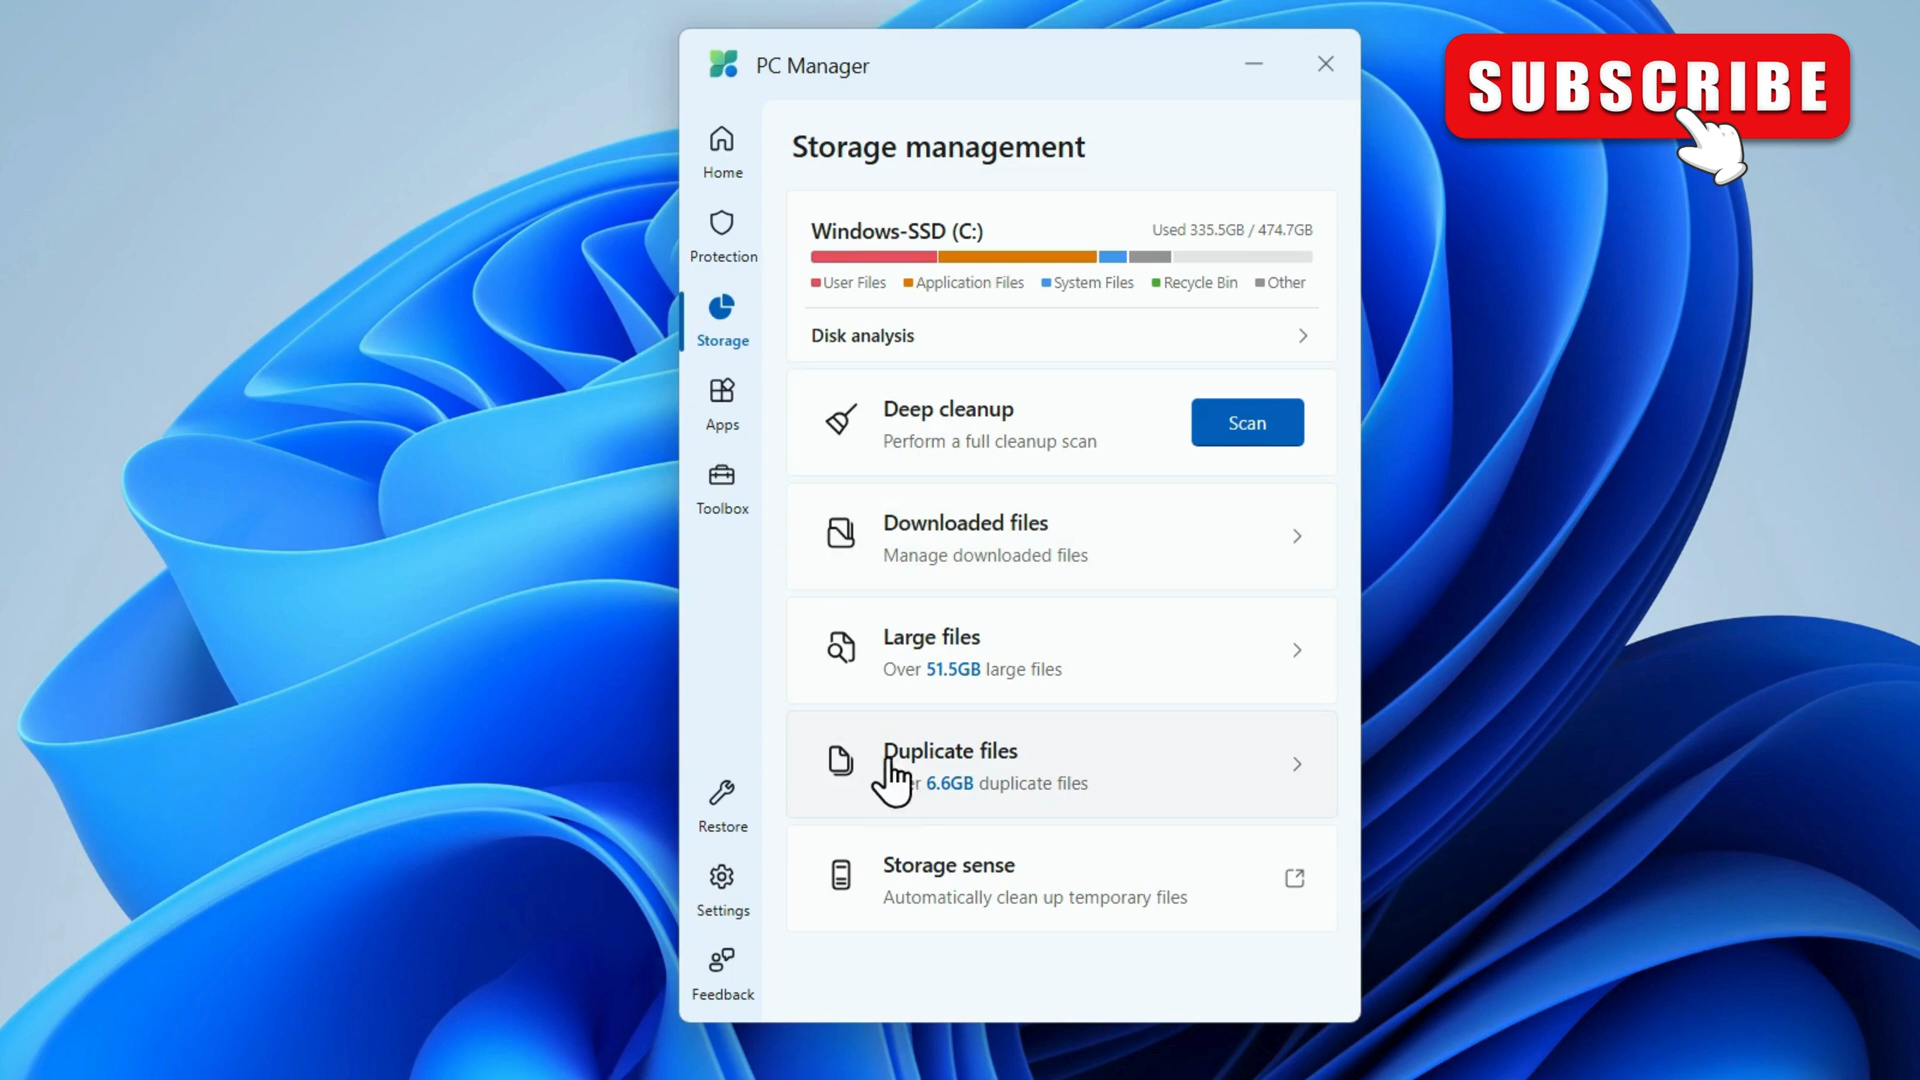 PC Manager
SUBSCRIBE
Home
Protection
Storage
Apps
Toolbox
Restore
Settings
Feedback
Storage management
Windows-SSD (C:)
Used 335.5GB / 474.7GB
User Files Application Files System Files Recycle Bin Other
Disk analysis
Deep cleanup
Perform a full cleanup scan
Scan
Downloaded files
Manage downloaded files
Large files
Over 51.5GB large files
Duplicate files
6.6GB duplicate files
Storage sense
Automatically clean up temporary files